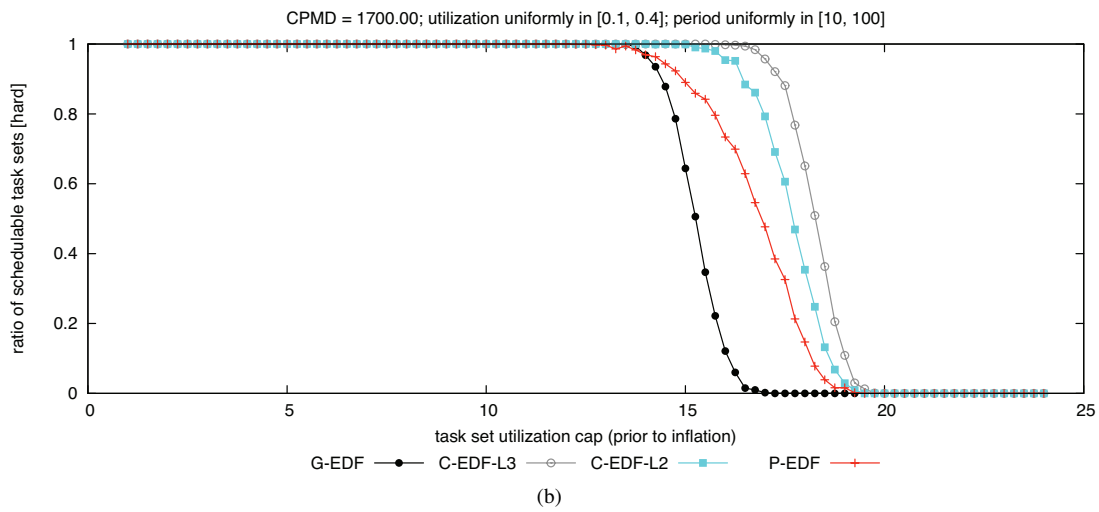 CPMD = 1700.00; utilization uniformly in [0.1, 0.4]; period uniformly in [10, 100]
ratio of schedulable task sets [hard]
1
0.8
0.6
0.4
0.2
0
0 5 10 15 20 25
task set utilization cap (prior to inflation)
G-EDF C-EDF-L3 C-EDF-L2 P-EDF
(b)